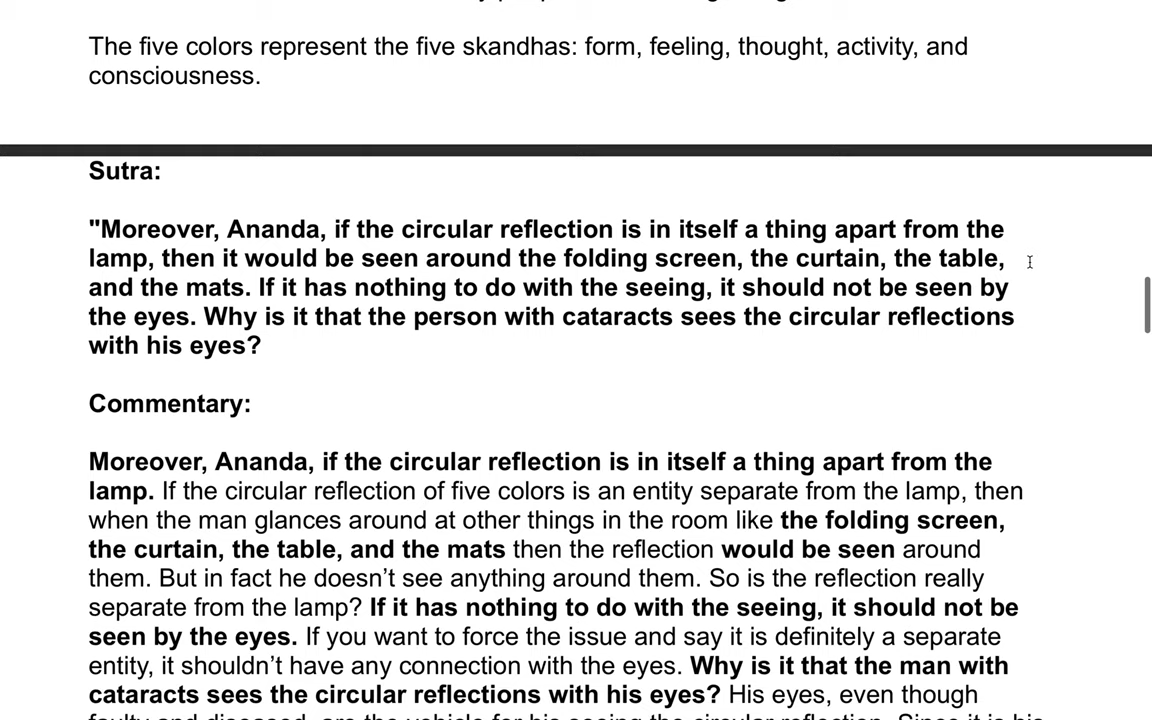 The five colors represent the five skandhas: form, feeling, thought, activity, and
consciousness.
Sutra:
"Moreover, Ananda, if the circular reflection is in itself a thing apart from the
lamp, then it would be seen around the folding screen, the curtain, the table,
and the mats. If it has nothing to do with the seeing, it should not be seen by
the eyes. Why is it that the person with cataracts sees the circular reflections
with his eyes?
Commentary:
Moreover, Ananda, if the circular reflection is in itself a thing apart from the
lamp. If the circular reflection of five colors is an entity separate from the lamp, then
when the man glances around at other things in the room like the folding screen,
the curtain, the table, and the mats then the reflection would be seen around
them. But in fact he doesn’t see anything around them. So is the reflection really
separate from the lamp? If it has nothing to do with the seeing, it should not be
seen by the eyes. If you want to force the issue and say it is definitely a separate
entity, it shouldn’t have any connection with the eyes. Why is it that the man with
cataracts sees the circular reflections with his eyes? His eyes, even though